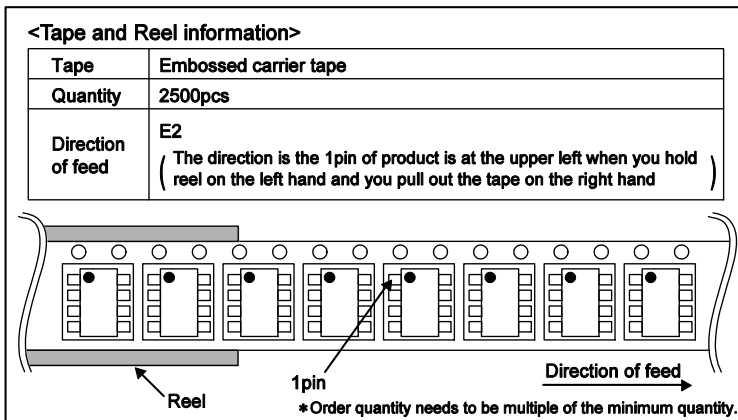 <Tape and Reel information>
Tape Embossed carrier tape
Quantity 2500pcs
Direction of feed E2
( The direction is the 1pin of product is at the upper left when you hold
reel on the left hand and you pull out the tape on the right hand )
Direction of feed
1pin
Reel
*Order quantity needs to be multiple of the minimum quantity.